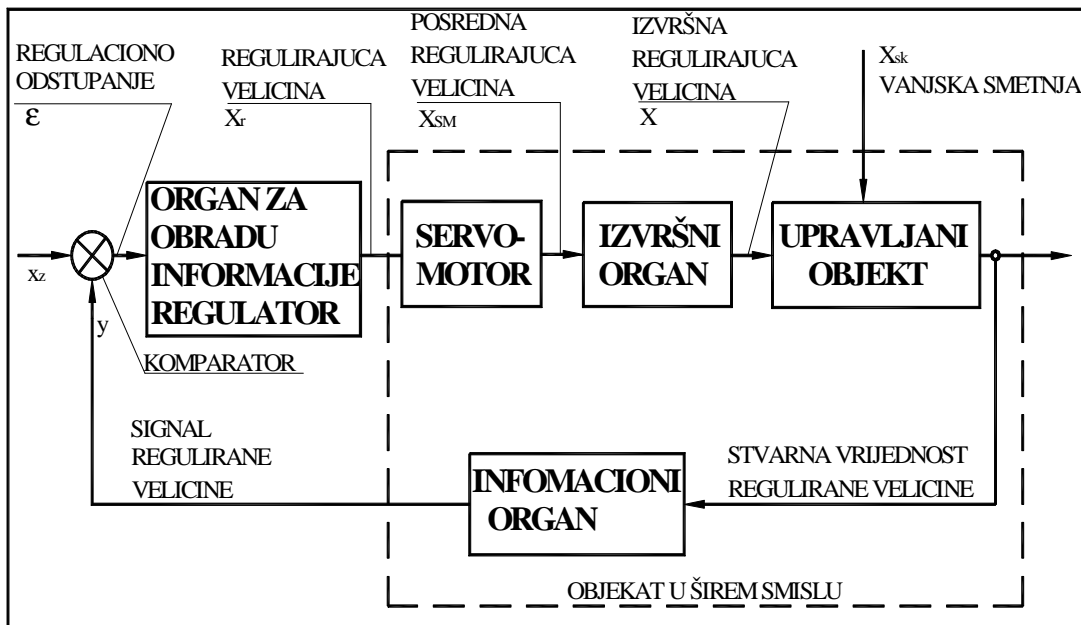 REGULACIONO
ODSTUPANJE
ε
REGULIRAJUCA
VELICINA
Xr
POSREDNA
REGULIRAJUCA
VELICINA
XSM
IZVRŠNA
REGULIRAJUCA
VELICINA
X
Xsk
VANJSKA SMETNJA
xz
ORGAN ZA
OBRADU
INFORMACIJE
REGULATOR
SERVO-
MOTOR
IZVRŠNI
ORGAN
UPRAVLJANI
OBJEKT
y
KOMPARATOR
SIGNAL
REGULIRANE
VELICINE
INFOMACIONI
ORGAN
STVARNA VRIJEDNOST
REGULIRANE VELICINE
OBJEKAT U ŠIREM SMISLU